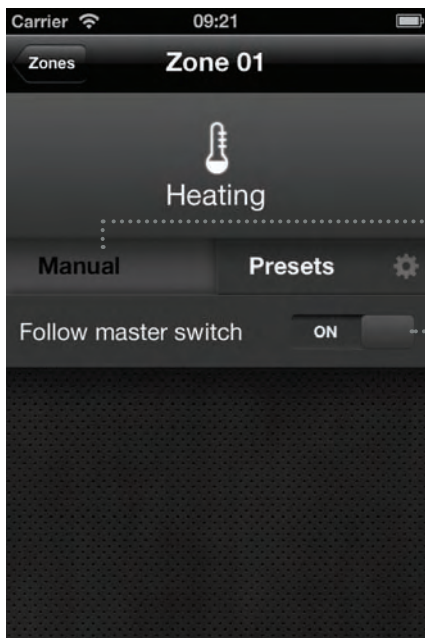 Carrier 09:21
Zones Zone 01
Heating
Manual Presets
Follow master switch ON